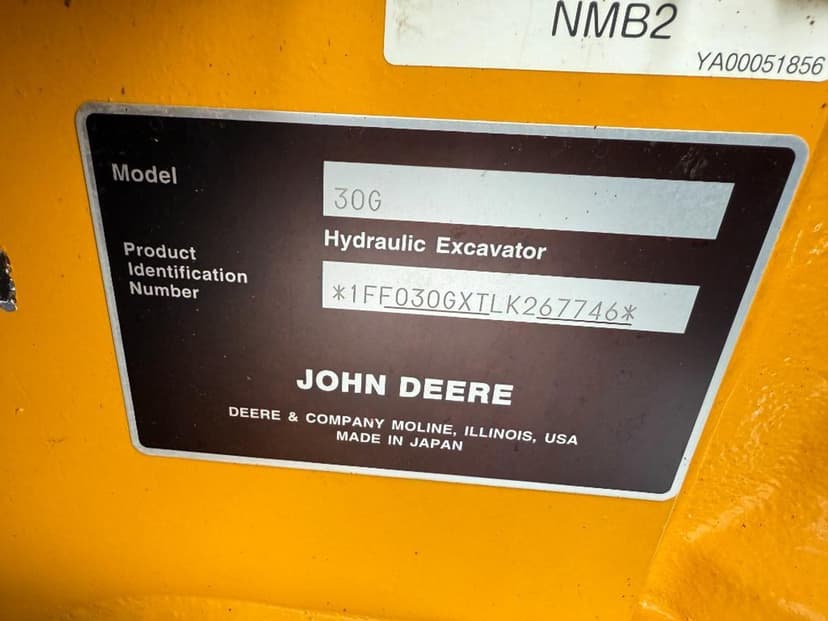 NMB2
YA00051856
Model
30G
Hydraulic Excavator
Product
Identification
Number
*1FF030GXTLK267746*
JOHN DEERE
DEERE & COMPANY MOLINE, ILLINOIS, USA
MADE IN JAPAN